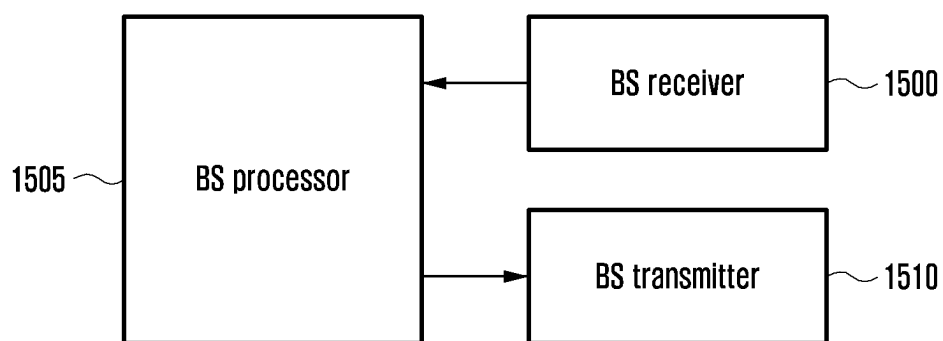 BS receiver
1500
1505
BS processor
BS transmitter
1510